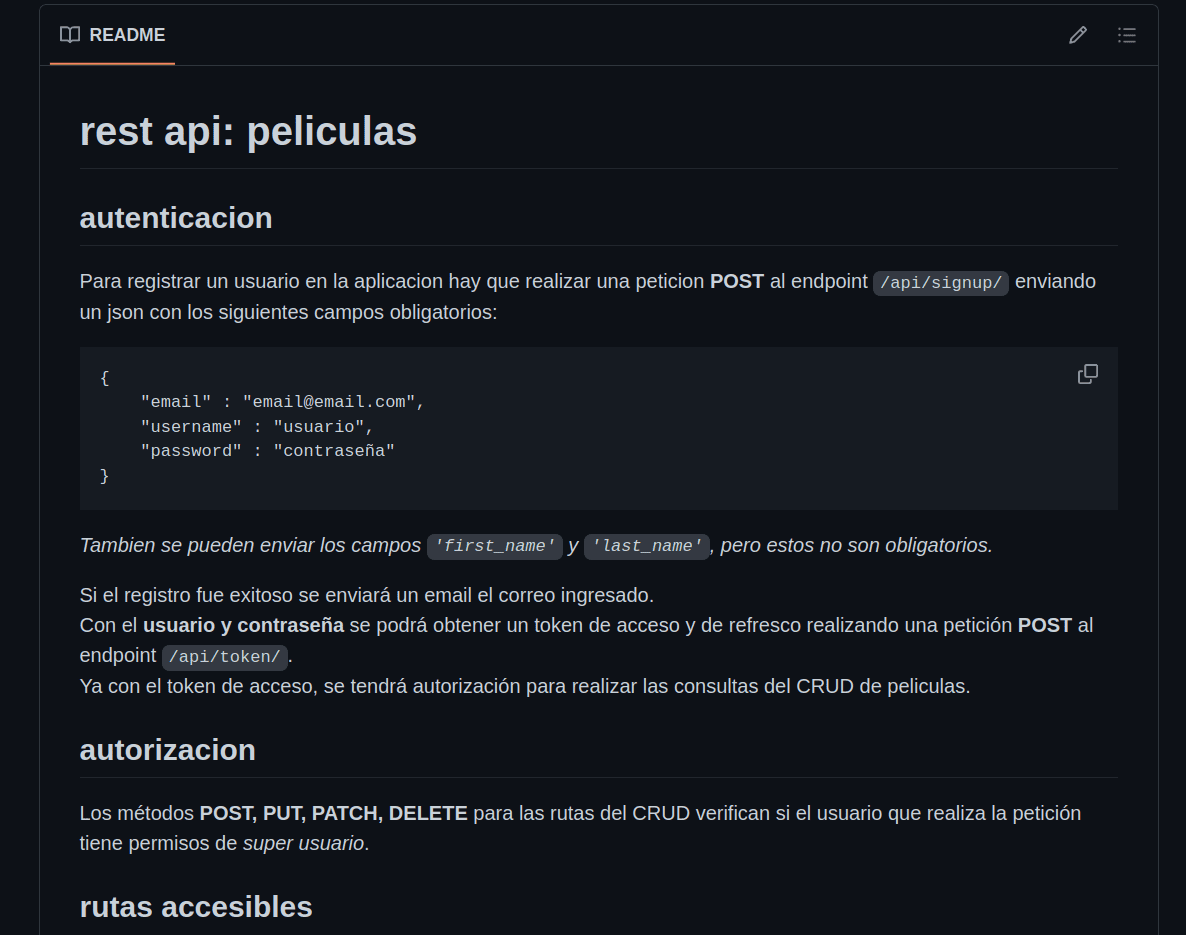 README
rest api: peliculas
autenticacion
Para registrar un usuario en la aplicacion hay que realizar una peticion POST al endpoint /api/signup/ enviando
un json con los siguientes campos obligatorios:
{
    "email" : "email@email.com",
    "username" : "usuario",
    "password" : "contraseña"
}
Tambien se pueden enviar los campos 'first_name' y 'last_name', pero estos no son obligatorios.
Si el registro fue exitoso se enviará un email el correo ingresado.
Con el usuario y contraseña se podrá obtener un token de acceso y de refresco realizando una petición POST al
endpoint /api/token/.
Ya con el token de acceso, se tendrá autorización para realizar las consultas del CRUD de peliculas.
autorizacion
Los métodos POST, PUT, PATCH, DELETE para las rutas del CRUD verifican si el usuario que realiza la petición
tiene permisos de super usuario.
rutas accesibles